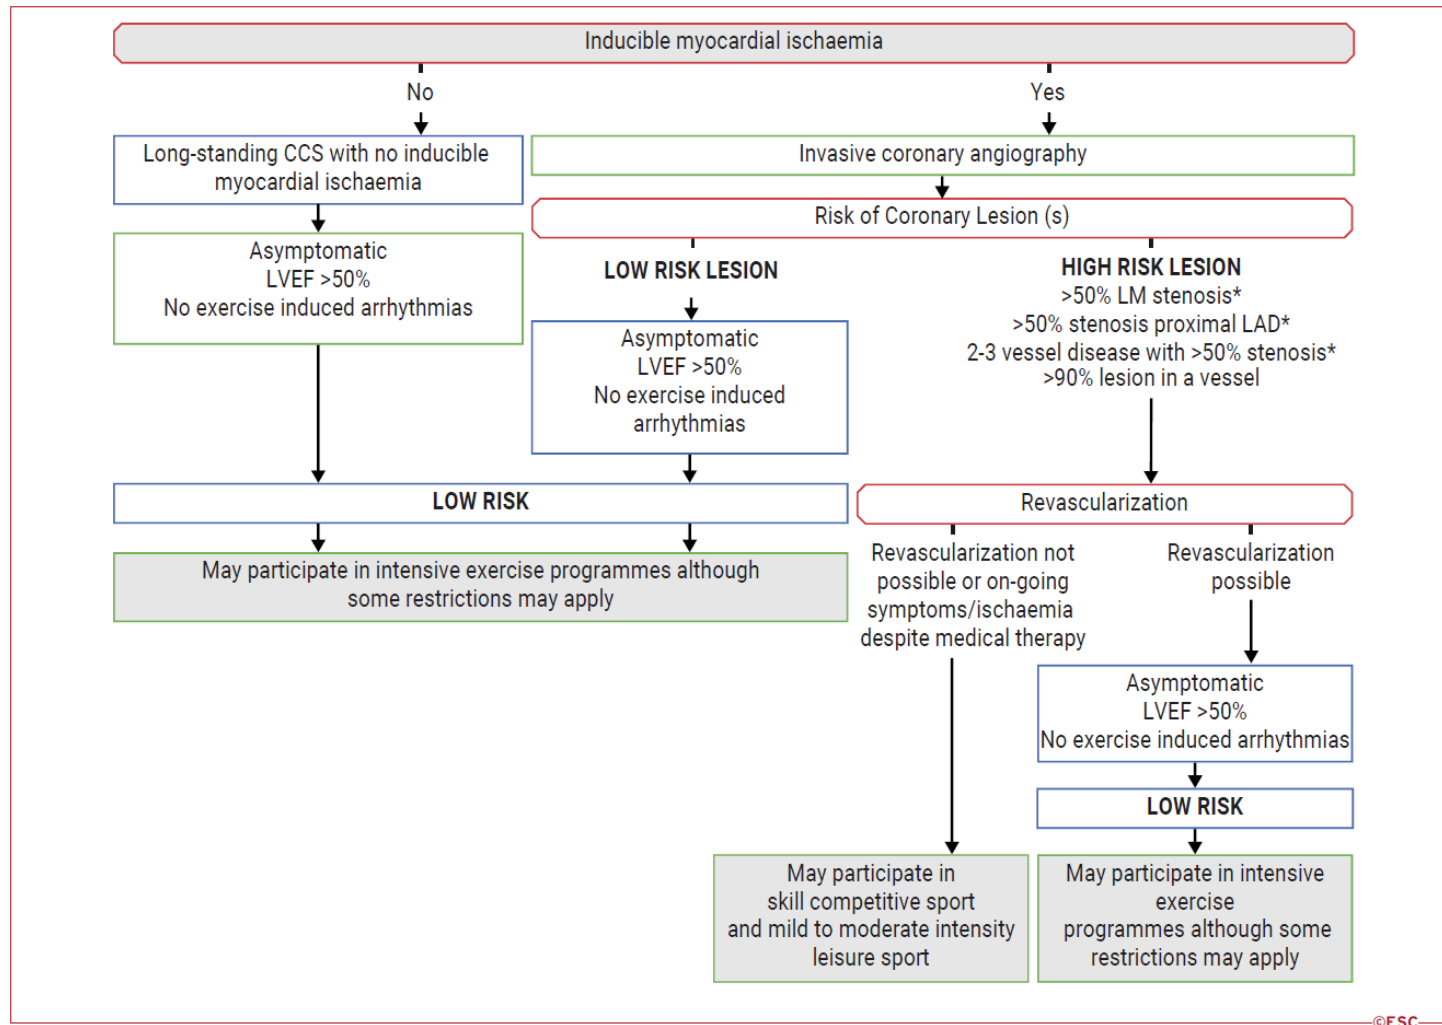 Inducible myocardial ischaemia
No
Yes
Long-standing CCS with no inducible
myocardial ischaemia
Invasive coronary angiography
Risk of Coronary Lesion (s)
Asymptomatic
LVEF >50%
No exercise induced arrhythmias
LOW RISK LESION
HIGH RISK LESION
>50% LM stenosis*
>50% stenosis proximal LAD*
2-3 vessel disease with >50% stenosis*
>90% lesion in a vessel
Asymptomatic
LVEF >50%
No exercise induced
arrhythmias
LOW RISK
Revascularization
May participate in intensive exercise programmes although
some restrictions may apply
Revascularization not
possible or on-going
symptoms/ischaemia
despite medical therapy
Revascularization
possible
Asymptomatic
LVEF >50%
No exercise induced arrhythmias
LOW RISK
May participate in
skill competitive sport
and mild to moderate intensity
leisure sport
May participate in intensive
exercise
programmes although some
restrictions may apply
©ESC